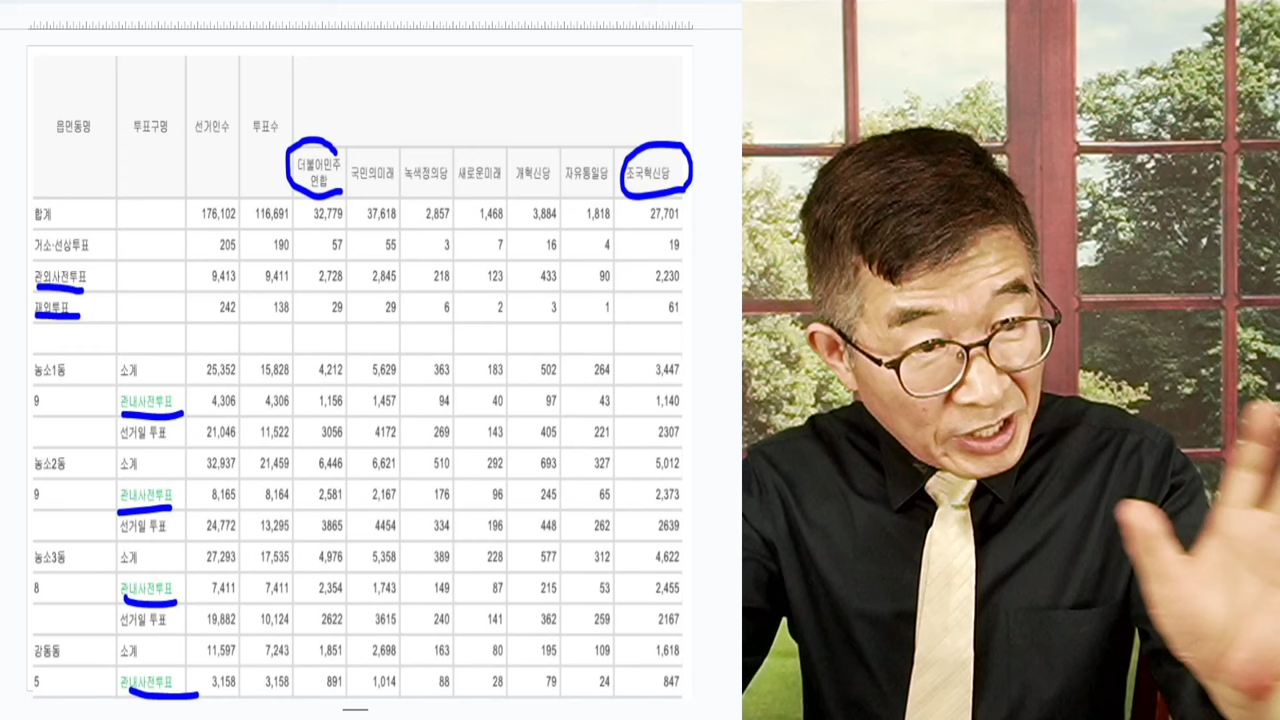 읍면동명 투표구명 선거인수 투표수
더불어민주
연합 국민의미래 녹색정의당 새로운미래 개혁신당 자유통일당 조국혁신당
합계 176,102 116,691 32,779 37,618 2,857 1,468 3,884 1,818 27,701
거소·선상투표 205 190 57 55 3 7 16 4 19
관외사전투표 9,413 9,411 2,728 2,845 218 123 433 90 2,230
재외투표 242 138 29 29 6 2 3 1 61
농소1동 소계 25,352 15,828 4,212 5,629 363 183 502 264 3,447
9 관내사전투표 4,306 4,306 1,156 1,457 94 40 97 43 1,140
선거일 투표 21,046 11,522 3056 4172 269 143 405 221 2307
농소2동 소계 32,937 21,459 6,446 6,621 510 292 693 327 5,012
9 관내사전투표 8,165 8,164 2,581 2,167 176 96 245 65 2,373
선거일 투표 24,772 13,295 3865 4454 334 196 448 262 2639
농소3동 소계 27,293 17,535 4,976 5,358 389 228 577 312 4,622
8 관내사전투표 7,411 7,411 2,354 1,743 149 87 215 53 2,455
선거일 투표 19,882 10,124 2622 3615 240 141 362 259 2167
강동동 소계 11,597 7,243 1,851 2,698 163 80 195 109 1,618
5 관내사전투표 3,158 3,158 891 1,014 88 28 79 24 847